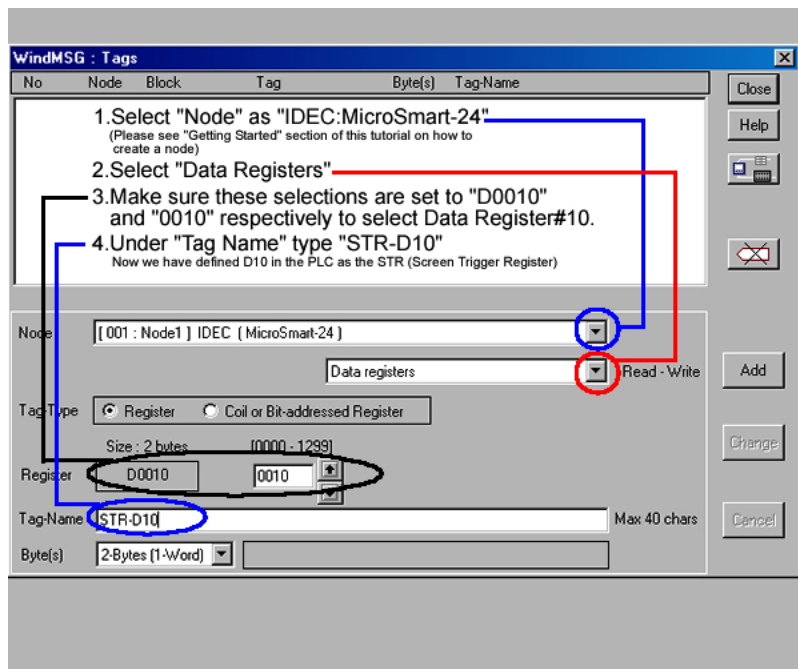 WindMSG : Tags
No Node Block Tag Byte(s) Tag-Name
Close
Help
1.Select "Node" as "IDEC:MicroSmart-24"
(Please see "Getting Started" section of this tutorial on how to
create a node)
2.Select "Data Registers"
3.Make sure these selections are set to "D0010"
and "0010" respectively to select Data Register#10.
4.Under "Tag Name" type "STR-D10"
Now we have defined D10 in the PLC as the STR (Screen Trigger Register)
Node [ 001 : Node1 ] IDEC ( MicroSmart-24 )
Data registers Read - Write
Add
Tag-Type Register Coil or Bit-addressed Register
Size : 2 bytes [0000 - 1299]
Change
Register D0010 0010
Tag-Name STR-D10 Max 40 chars
Cancel
Byte(s) 2-Bytes (1-Word)